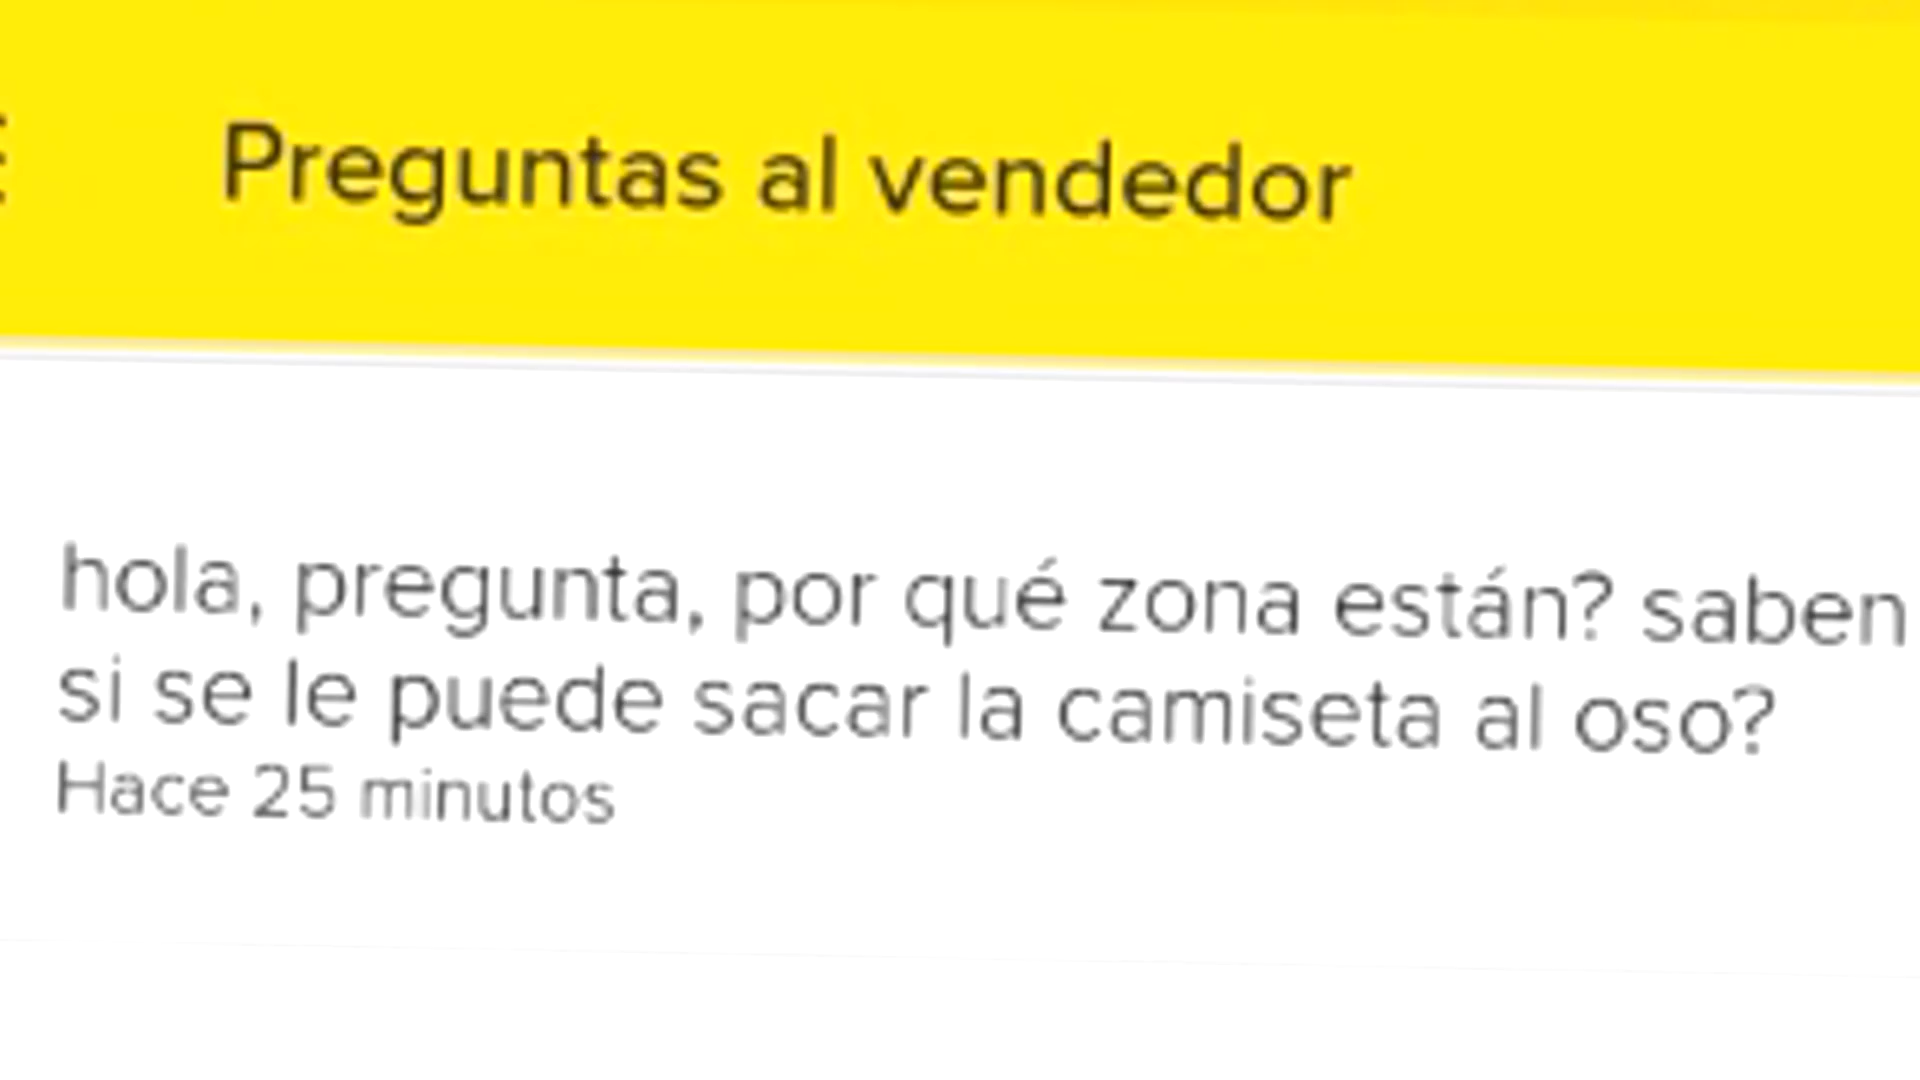 Preguntas al vendedor
hola, pregunta, por qué zona están? saben
si se le puede sacar la camiseta al oso?
Hace 25 minutos